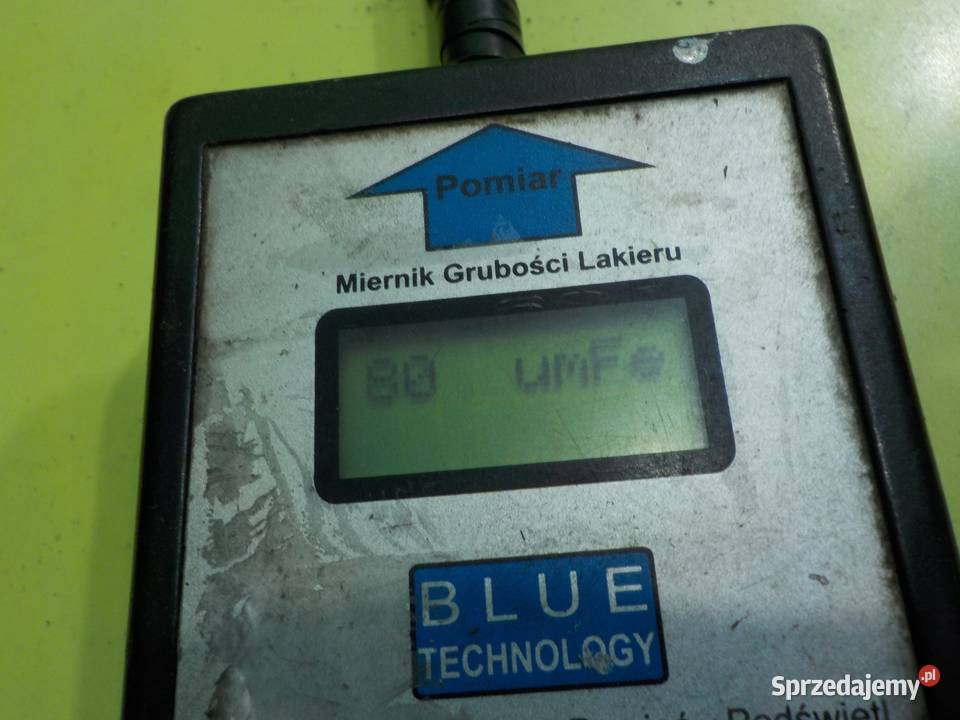 Pomiar
Miernik Grubości Lakieru
80 umFe
BLUE
TECHNOLOGY
Sprzedajemy.pl